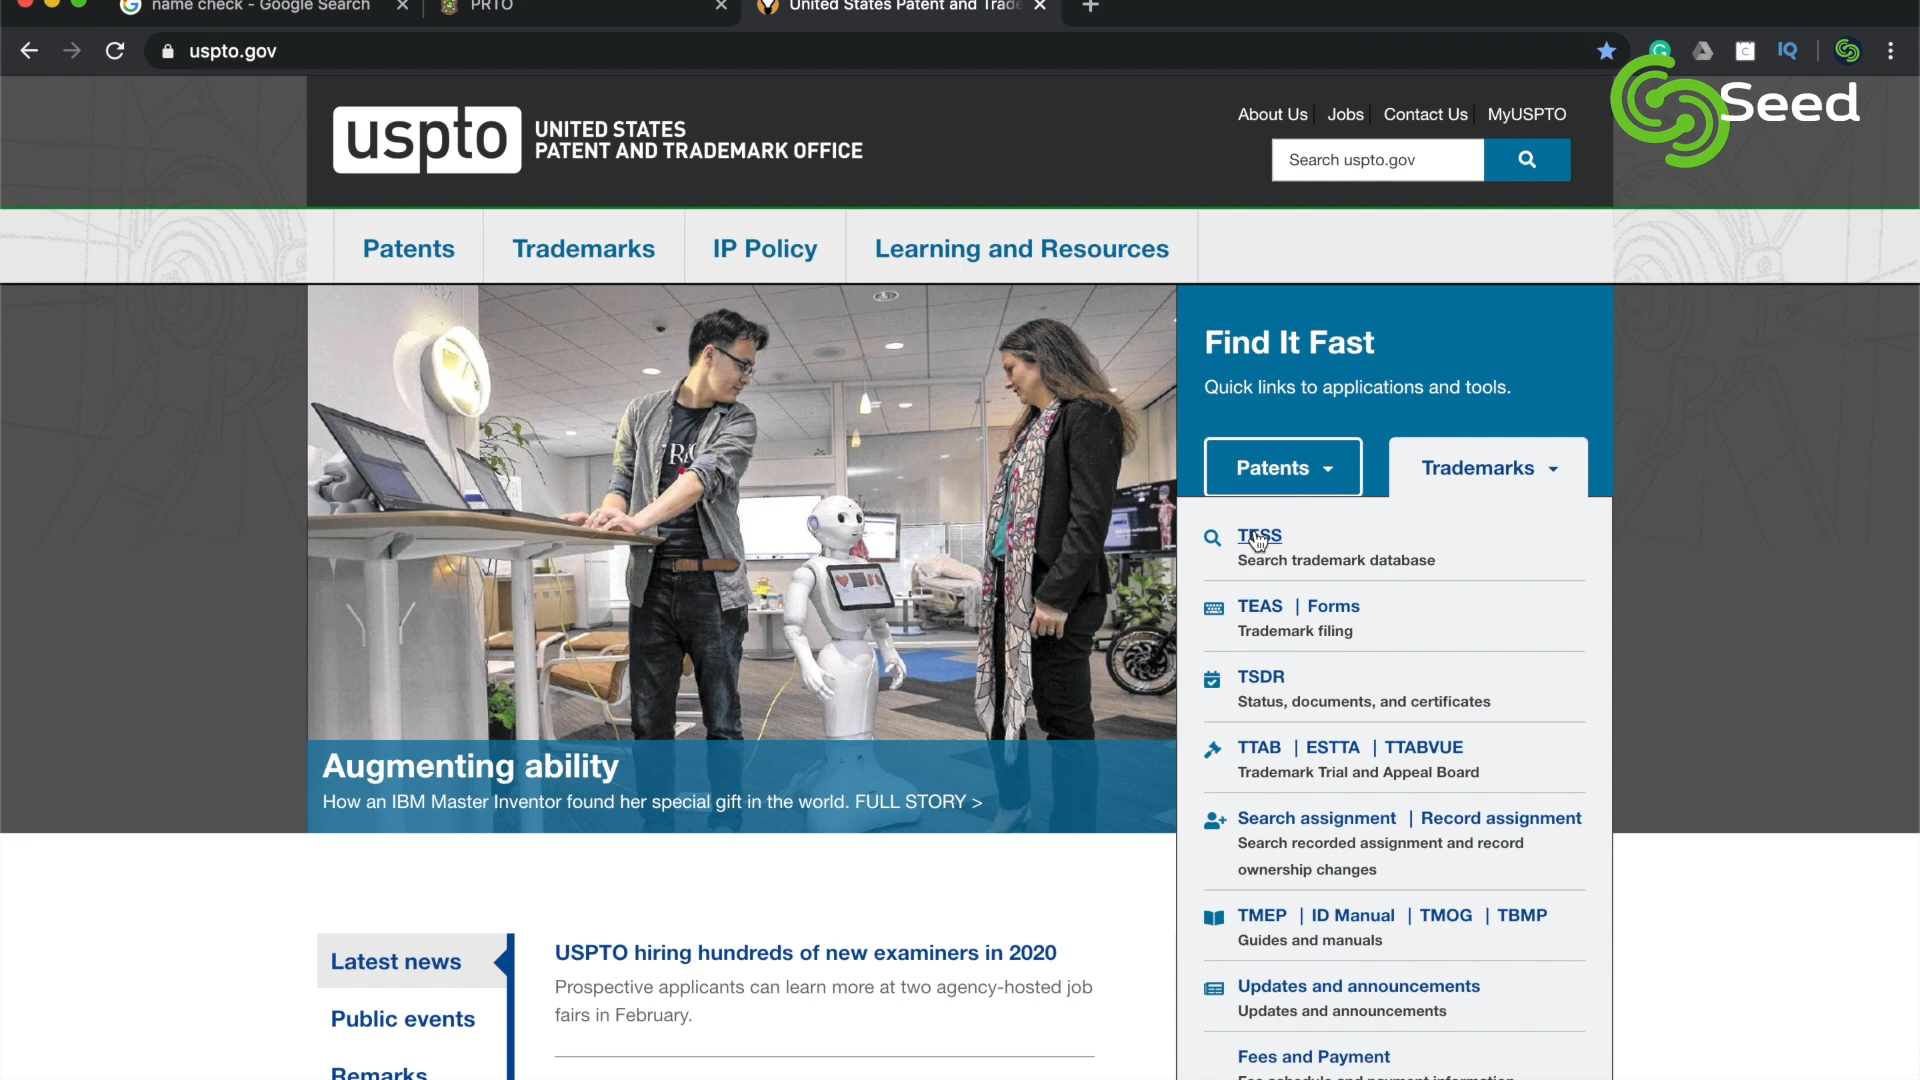 name check - Google Search
PRTO
United States Patent and Trade
uspto.gov
IQ
Seed
About Us
Jobs
Contact Us
MyUSPTO
uspto
UNITED STATES
PATENT AND TRADEMARK OFFICE
Search uspto.gov
Patents
Trademarks
IP Policy
Learning and Resources
Find It Fast
Quick links to applications and tools.
Patents
Trademarks
TESS
Search trademark database
TEAS | Forms
Trademark filing
TSDR
Status, documents, and certificates
TTAB | ESTTA | TTABVUE
Trademark Trial and Appeal Board
Search assignment | Record assignment
Search recorded assignment and record
ownership changes
TMEP | ID Manual | TMOG | TBMP
Guides and manuals
Updates and announcements
Updates and announcements
Fees and Payment
Fee schedule and payment information
Augmenting ability
How an IBM Master Inventor found her special gift in the world. FULL STORY >
Latest news
Public events
Remarks
USPTO hiring hundreds of new examiners in 2020
Prospective applicants can learn more at two agency-hosted job
fairs in February.